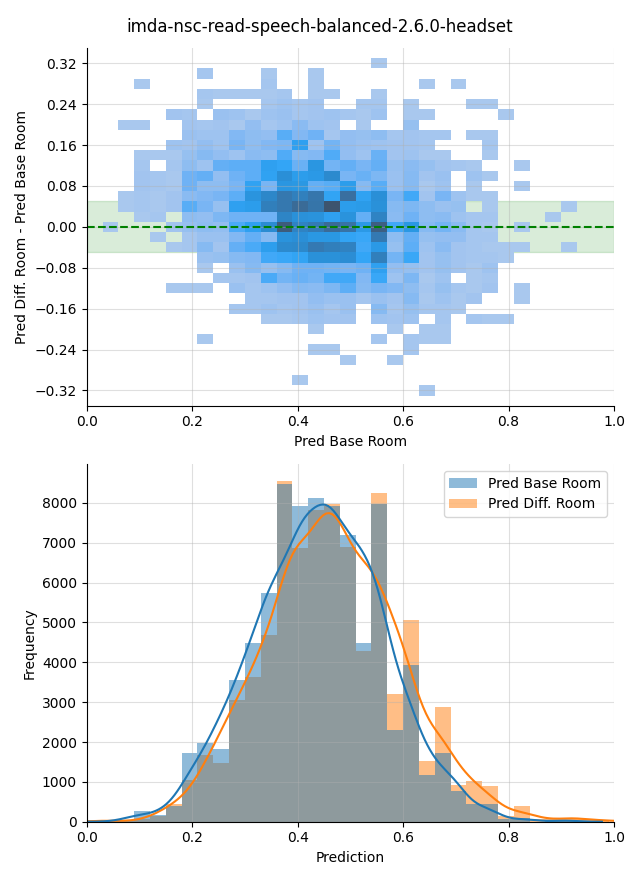 imda-nsc-read-speech-balanced-2.6.0-headset
Pred Diff. Room - Pred Base Room
0.32
0.24
0.16
0.08
0.00
−0.08
−0.16
−0.24
−0.32
0.0 0.2 0.4 0.6 0.8 1.0
Pred Base Room
Frequency
8000
7000
6000
5000
4000
3000
2000
1000
0
Pred Base Room
Pred Diff. Room
0.0 0.2 0.4 0.6 0.8 1.0
Prediction